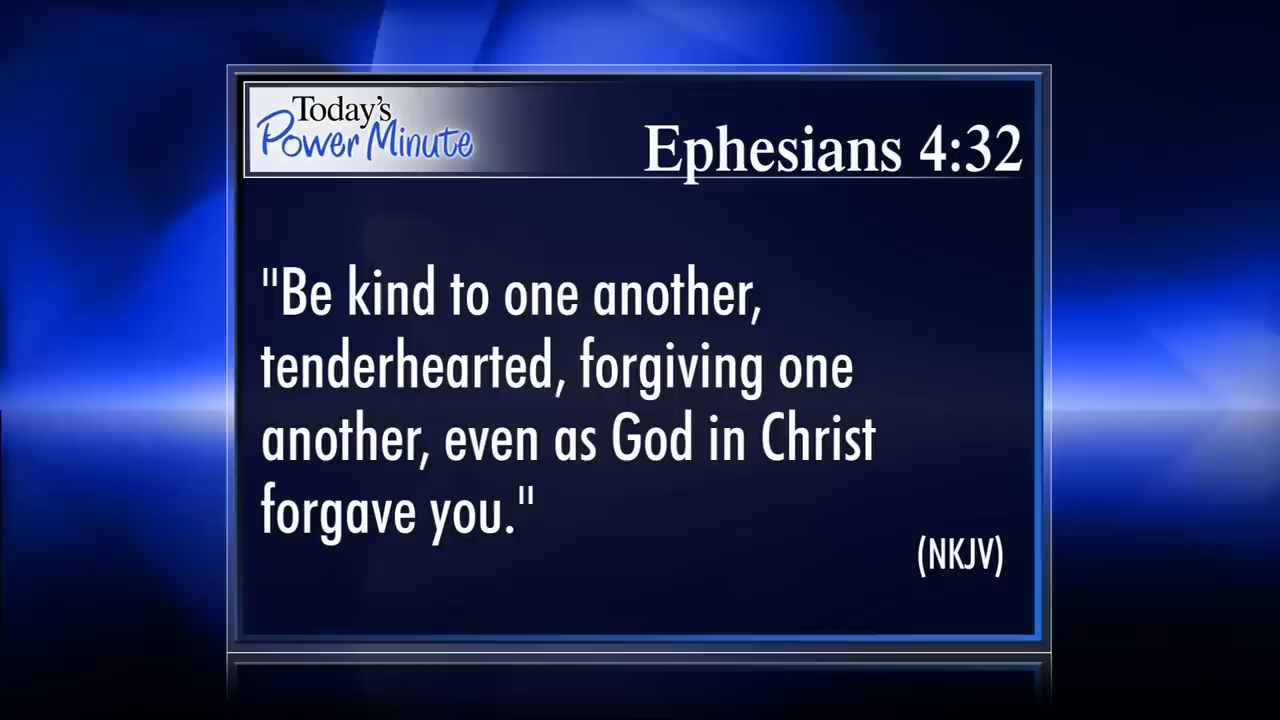 Today's
Power Minute
Ephesians 4:32
"Be kind to one another,
tenderhearted, forgiving one
another, even as God in Christ
forgave you."
(NKJV)